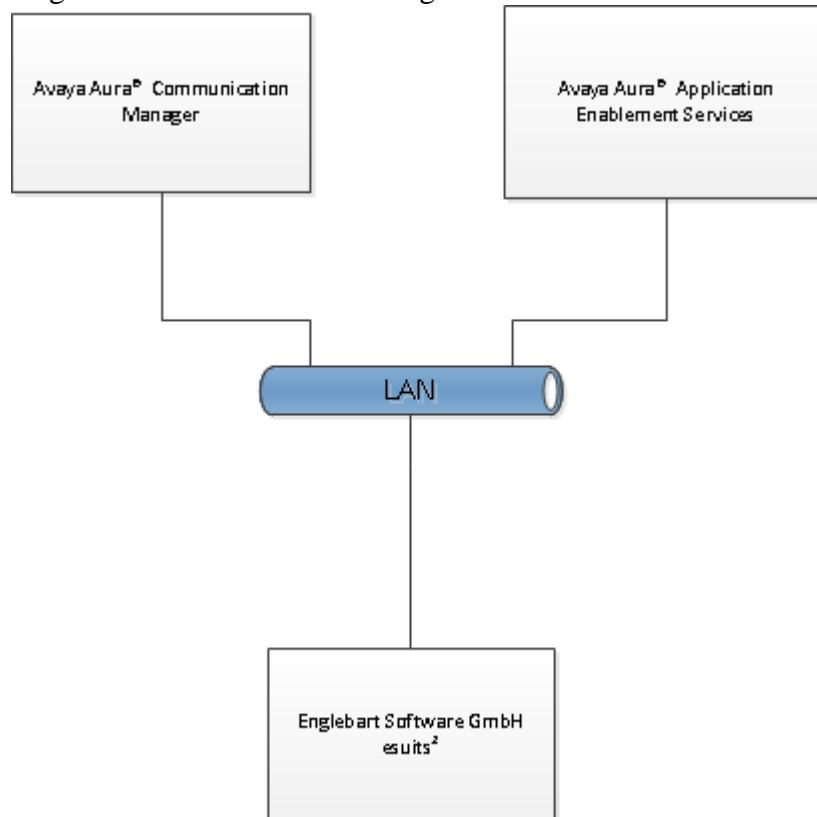 Avaya Aura® Communication
Manager
Avaya Aura® Application
Enablement Services
LAN
Englebart Software GmbH
esuits²